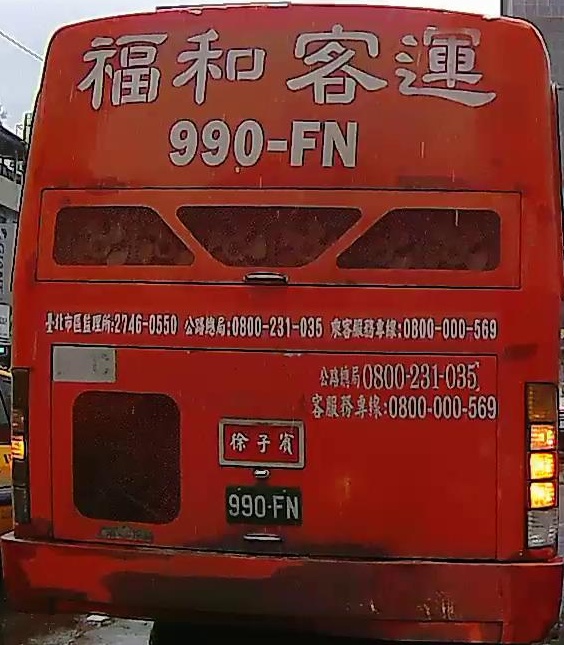 福和客運
990-FN
臺北市區監理所:2746-0550 公路總局:0800-231-035 乘客服務專線:0800-000-569
公路總局0800-231-035
客服務專線:0800-000-569
徐子賓
990-FN